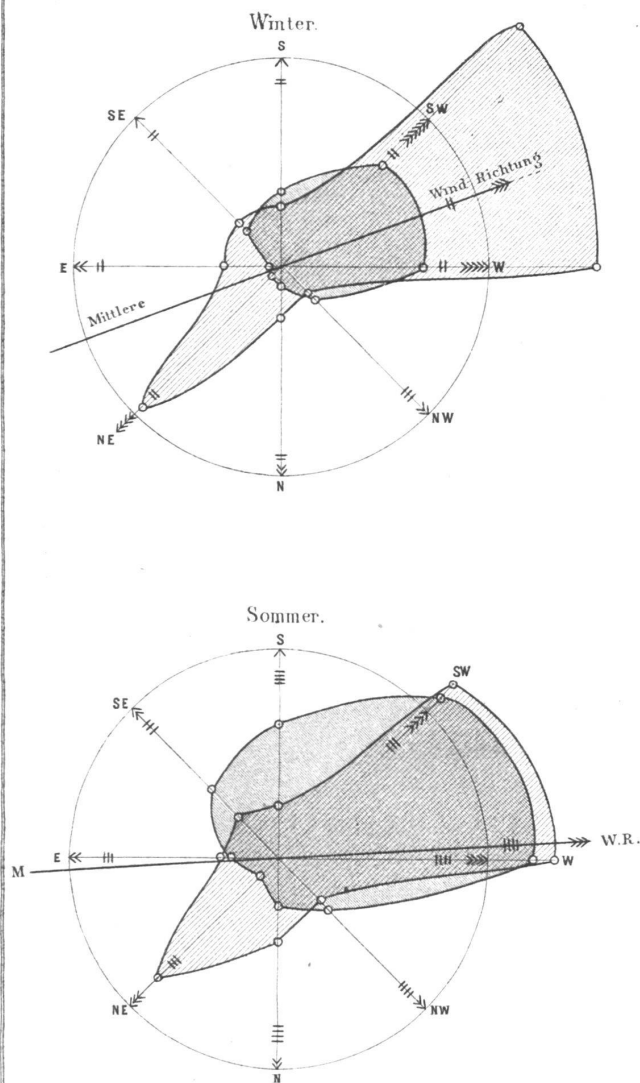 Winter.
S
SE
SW
Wind Richtung
E
W
Mittlere
NE
NW
N
Sommer.
S
SW
SE
W.R.
E
W
M
NE
NW
N